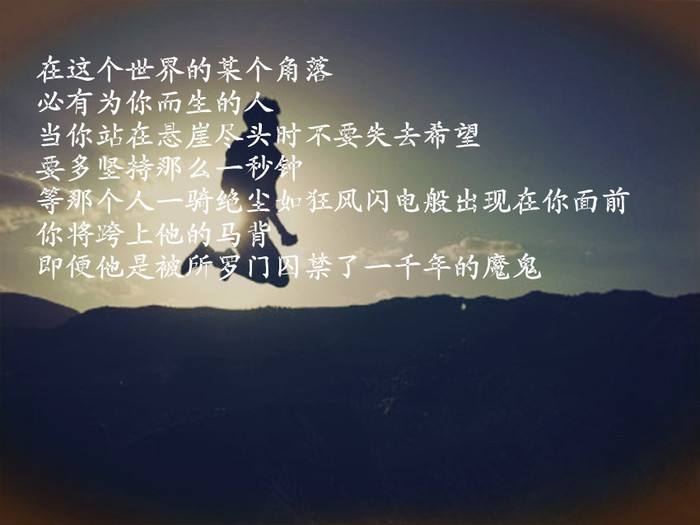 在这个世界的某个角落
必有为你而生的人
当你站在悬崖尽头时不要失去希望
要多坚持那么一秒钟
等那个人一骑绝尘如狂风闪电般出现在你面前
你将跨上他的马背
即便他是被所罗门囚禁了一千年的魔鬼